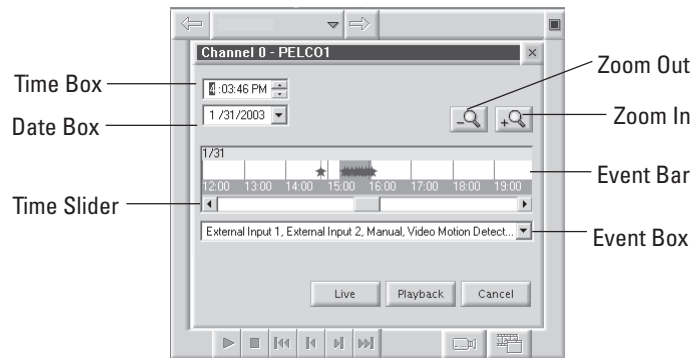 Channel 0 - PELCO1
Time Box
4:03:46 PM
Date Box
1 /31/2003
Zoom Out
Zoom In
1/31
12:00 13:00 14:00 15:00 16:00 17:00 18:00 19:00
Event Bar
Time Slider
External Input 1, External Input 2, Manual, Video Motion Detect...
Event Box
Live Playback Cancel